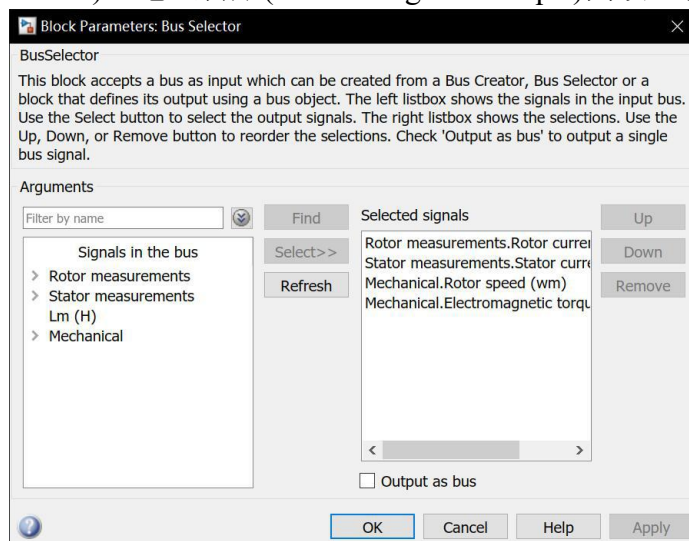 Block Parameters: Bus Selector
BusSelector
This block accepts a bus as input which can be created from a Bus Creator, Bus Selector or a
block that defines its output using a bus object. The left listbox shows the signals in the input bus.
Use the Select button to select the output signals. The right listbox shows the selections. Use the
Up, Down, or Remove button to reorder the selections. Check 'Output as bus' to output a single
bus signal.
Arguments
Filter by name
Find
Selected signals
Up
Signals in the bus
Select>>
Rotor measurements.Rotor currer
Down
Rotor measurements
Stator measurements.Stator curre
Stator measurements
Refresh
Mechanical.Rotor speed (wm)
Remove
Lm (H)
Mechanical.Electromagnetic torqu
Mechanical
Output as bus
OK
Cancel
Help
Apply